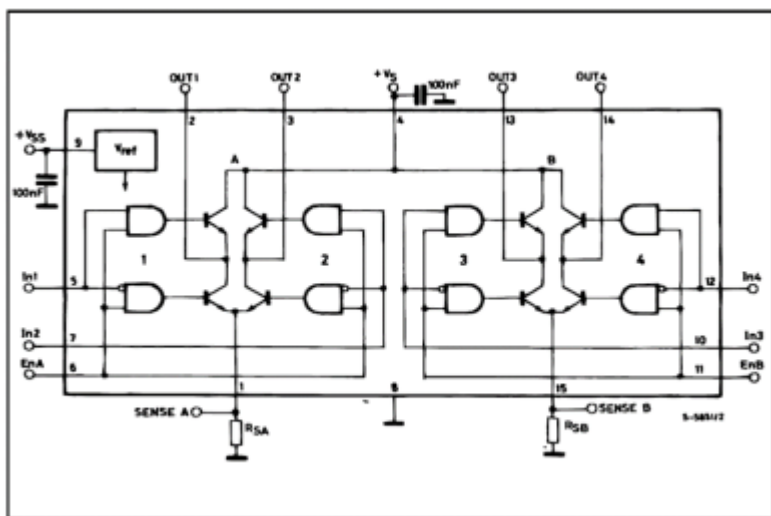 OUT1 OUT2 +VS 100nF OUT3 OUT4
2 3 4 13 14
+VSS 9 Vref A B
100nF
1 2 3 4
In1 5 12 In4
In2 7 10 In3
EnA 6 11 EnB
1 8 15
SENSE A SENSE B
RSA RSB
S-5851/2